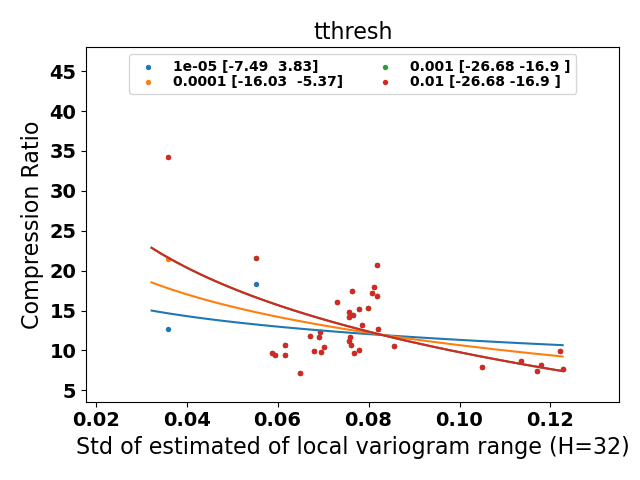 tthresh
1e-05 [-7.49  3.83]
0.0001 [-16.03  -5.37]
0.001 [-26.68 -16.9 ]
0.01 [-26.68 -16.9 ]
Compression Ratio
45
40
35
30
25
20
15
10
5
0.02 0.04 0.06 0.08 0.10 0.12
Std of estimated of local variogram range (H=32)